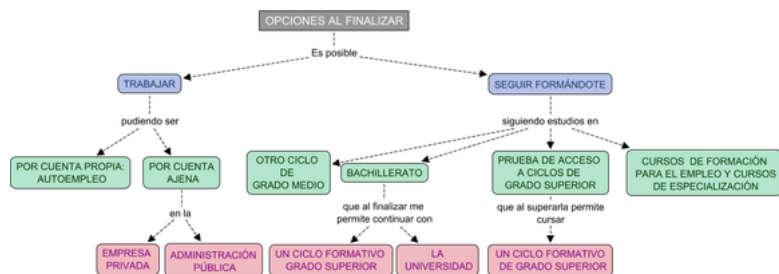 OPCIONES AL FINALIZAR
Es posible
TRABAJAR
SEGUIR FORMÁNDOTE
pudiendo ser
siguiendo estudios en
POR CUENTA PROPIA:
AUTOEMPLEO
POR CUENTA
AJENA
OTRO CICLO
DE
GRADO MEDIO
BACHILLERATO
PRUEBA DE ACCESO
A CICLOS DE
GRADO SUPERIOR
CURSOS DE FORMACIÓN
PARA EL EMPLEO Y CURSOS
DE ESPECIALIZACIÓN
en la
que al finalizar me
permite continuar con
que al superarla permite
cursar
EMPRESA
PRIVADA
ADMINISTRACIÓN
PÚBLICA
UN CICLO FORMATIVO
GRADO SUPERIOR
LA
UNIVERSIDAD
UN CICLO FORMATIVO
DE GRADO SUPERIOR